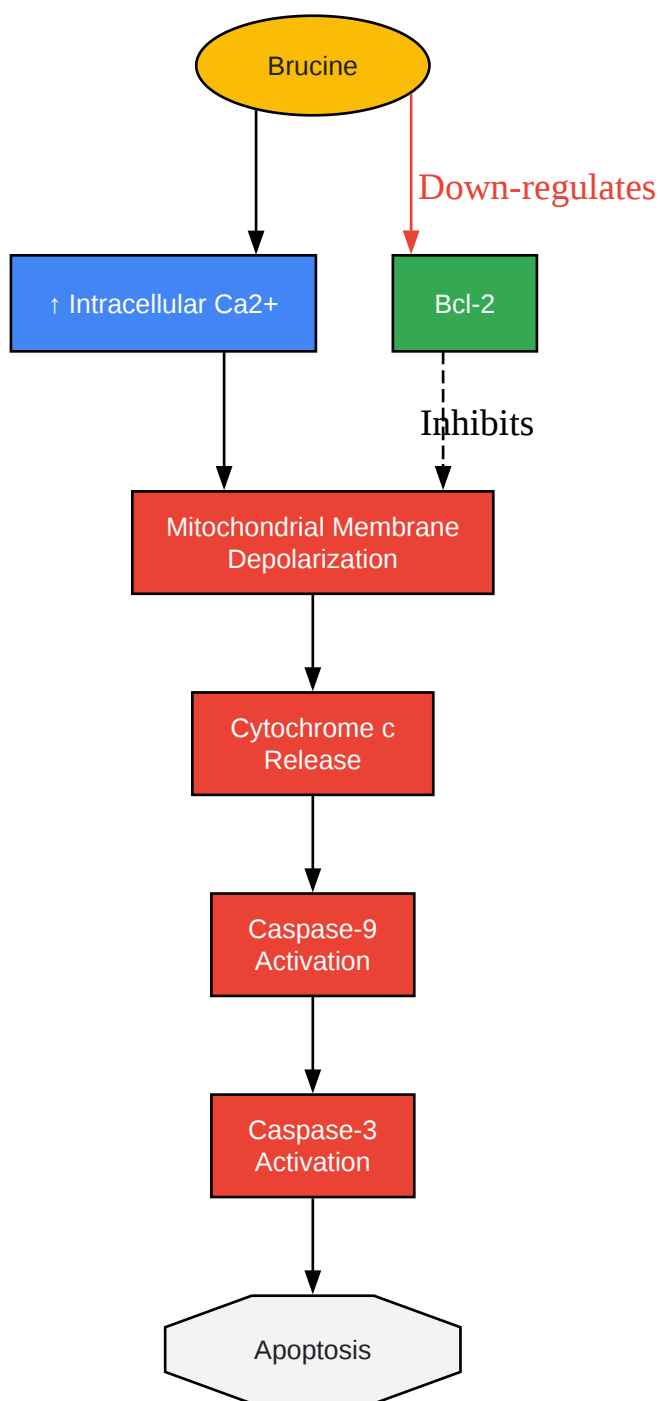 Brucine
Down-regulates
↑ Intracellular Ca2+
Bcl-2
Inhibits
Mitochondrial Membrane
Depolarization
Cytochrome c
Release
Caspase-9
Activation
Caspase-3
Activation
Apoptosis